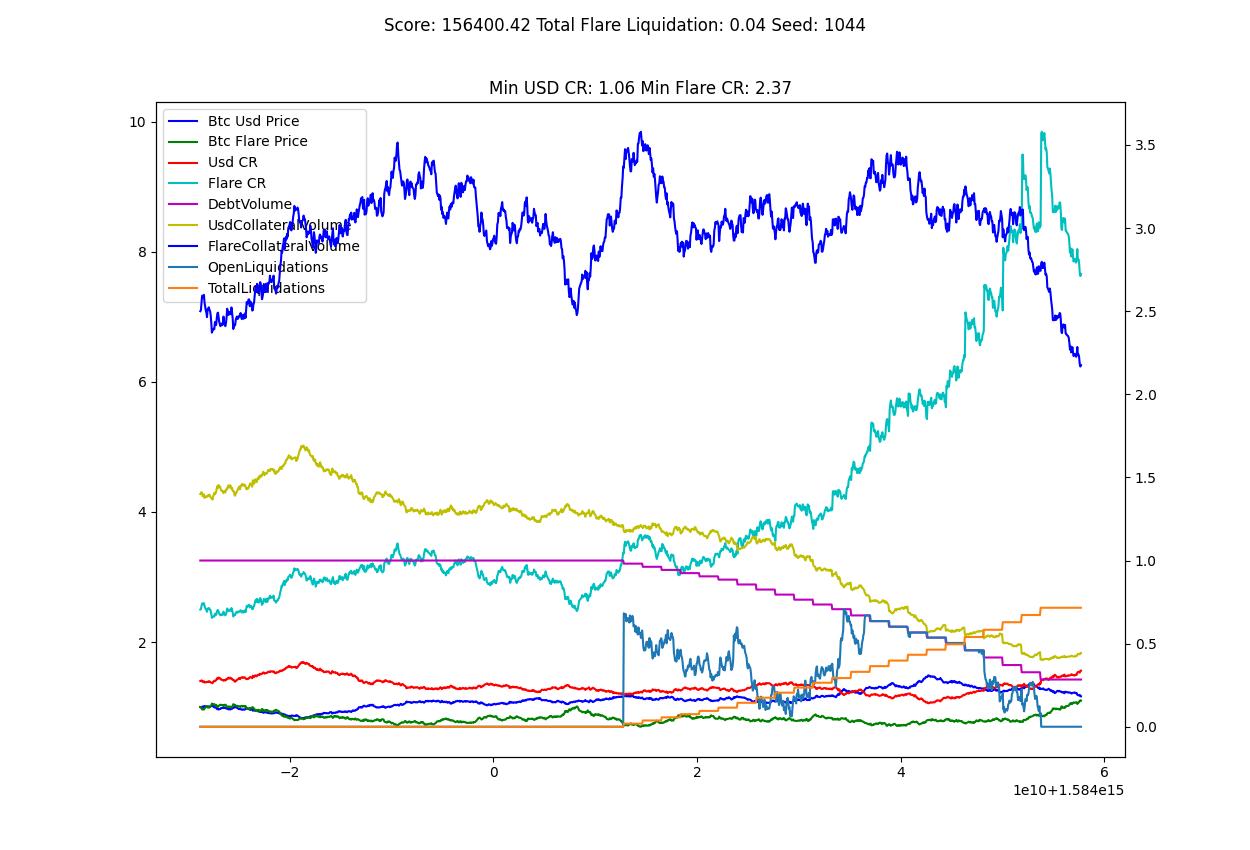 Score: 156400.42 Total Flare Liquidation: 0.04 Seed: 1044
Min USD CR: 1.06 Min Flare CR: 2.37
Btc Usd Price
Btc Flare Price
Usd CR
Flare CR
DebtVolume
UsdCollateralVolume
FlareCollateralVolume
OpenLiquidations
TotalLiquidations
10
8
6
4
2
3.5
3.0
2.5
2.0
1.5
1.0
0.5
0.0
−2
0
2
4
6
1e10+1.584e15